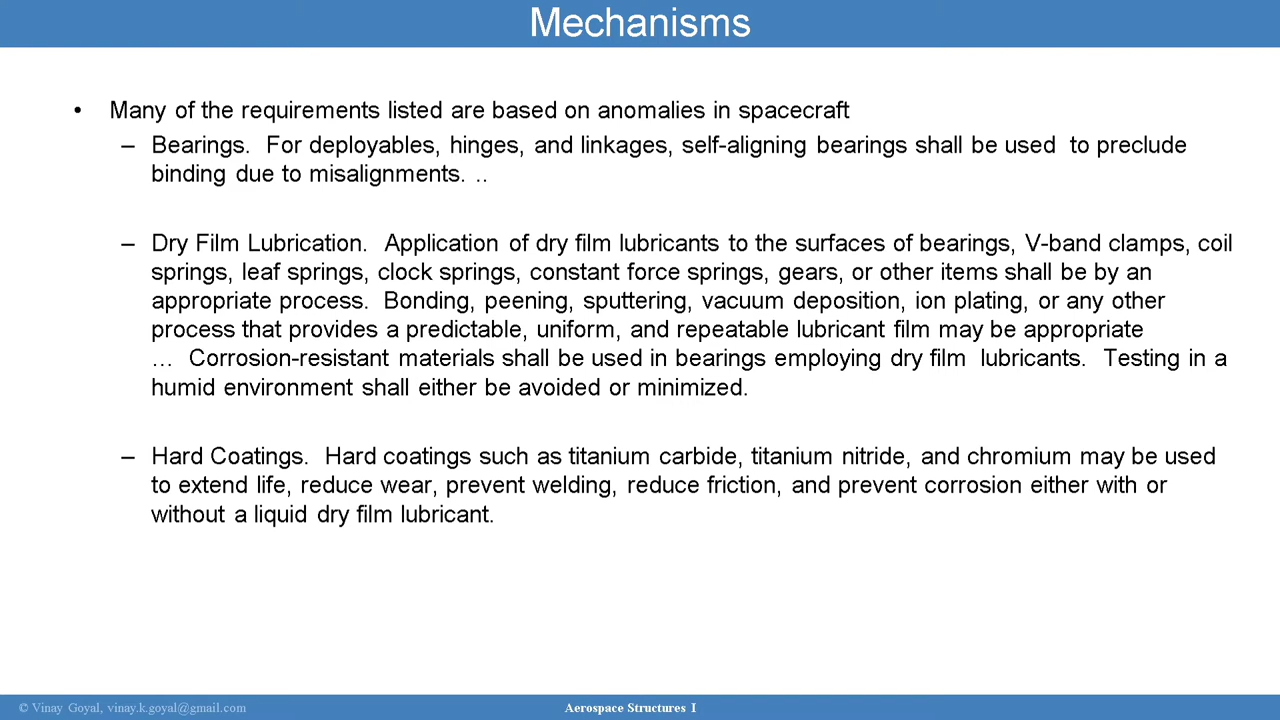 Mechanisms
• Many of the requirements listed are based on anomalies in spacecraft
– Bearings. For deployables, hinges, and linkages, self-aligning bearings shall be used to preclude
binding due to misalignments. ..
– Dry Film Lubrication. Application of dry film lubricants to the surfaces of bearings, V-band clamps, coil
springs, leaf springs, clock springs, constant force springs, gears, or other items shall be by an
appropriate process. Bonding, peening, sputtering, vacuum deposition, ion plating, or any other
process that provides a predictable, uniform, and repeatable lubricant film may be appropriate
… Corrosion-resistant materials shall be used in bearings employing dry film lubricants. Testing in a
humid environment shall either be avoided or minimized.
– Hard Coatings. Hard coatings such as titanium carbide, titanium nitride, and chromium may be used
to extend life, reduce wear, prevent welding, reduce friction, and prevent corrosion either with or
without a liquid dry film lubricant.
© Vinay Goyal, vinay.k.goyal@gmail.com
Aerospace Structures I